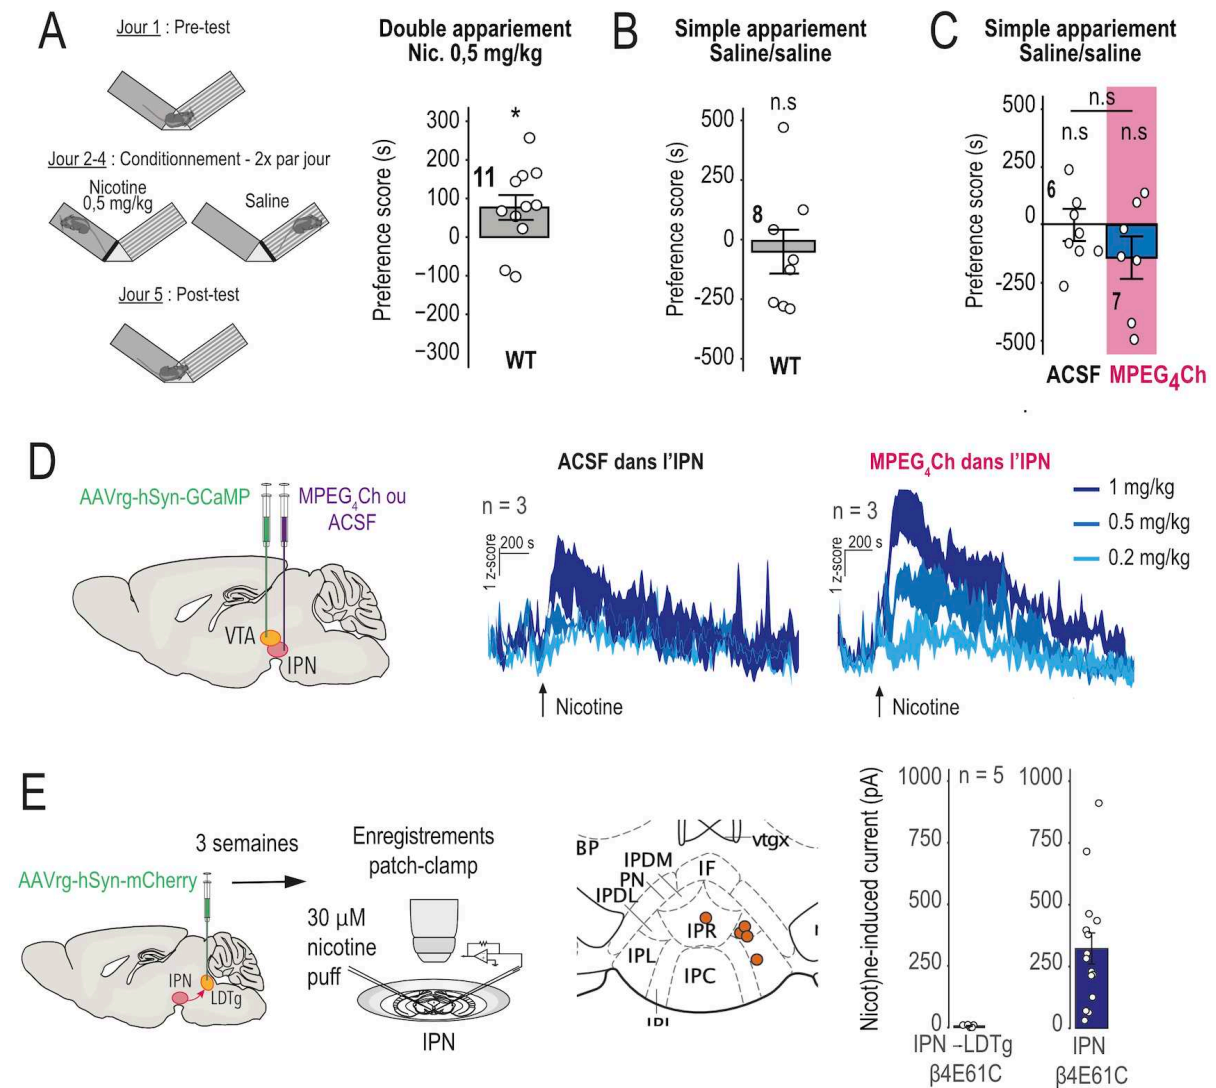 A
Jour 1 : Pre-test
Jour 2-4 : Conditionnement - 2x par jour
Nicotine
0,5 mg/kg
Saline
Jour 5 : Post-test
Double appariement
Nic. 0,5 mg/kg
Preference score (s)
300
200
100
0
−100
−200
−300
*
11
WT
B
Simple appariement
Saline/saline
Preference score (s)
500
250
0
-250
-500
n.s
8
WT
C
Simple appariement
Saline/saline
Preference score (s)
500
250
0
-250
-500
n.s
n.s
n.s
6
7
ACSF
MPEG4Ch
D
AAVrg-hSyn-GCaMP
MPEG4Ch ou
ACSF
VTA
IPN
ACSF dans l'IPN
n = 3
1 z-score
200 s
Nicotine
MPEG4Ch dans l'IPN
n = 3
1 z-score
200 s
Nicotine
1 mg/kg
0.5 mg/kg
0.2 mg/kg
E
3 semaines
AAVrg-hSyn-mCherry
IPN
LDTg
Enregistrements
patch-clamp
30 µM
nicotine
puff
IPN
BP
vtgx
IPDM
IF
PN
IPDL
IPR
IPL
IPC
Nicot)ne-induced current (pA)
1000
750
500
250
0
n = 5
IPN →LDTg
β4E61C
1000
750
500
250
0
IPN
β4E61C